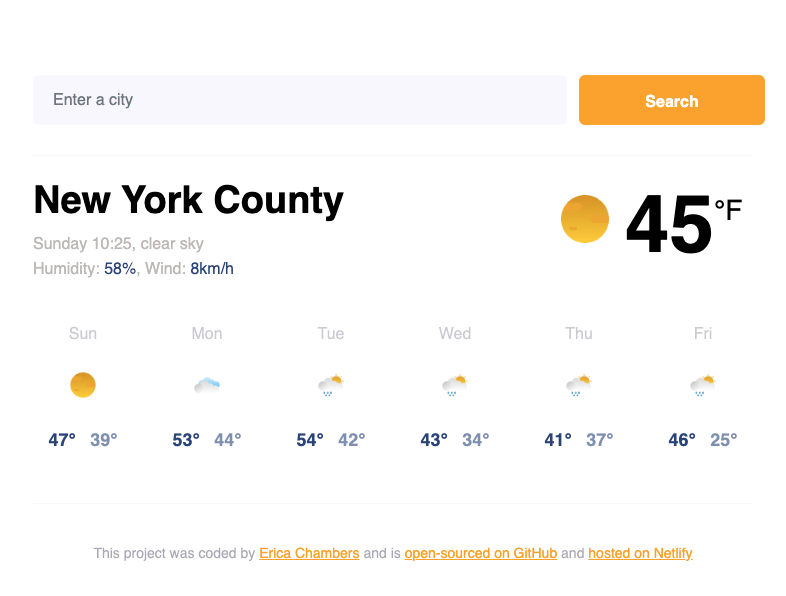 Enter a city
Search
New York County
45°F
Sunday 10:25, clear sky
Humidity: 58%, Wind: 8km/h
Sun Mon Tue Wed Thu Fri
47° 39° 53° 44° 54° 42° 43° 34° 41° 37° 46° 25°
This project was coded by Erica Chambers and is open-sourced on GitHub and hosted on Netlify